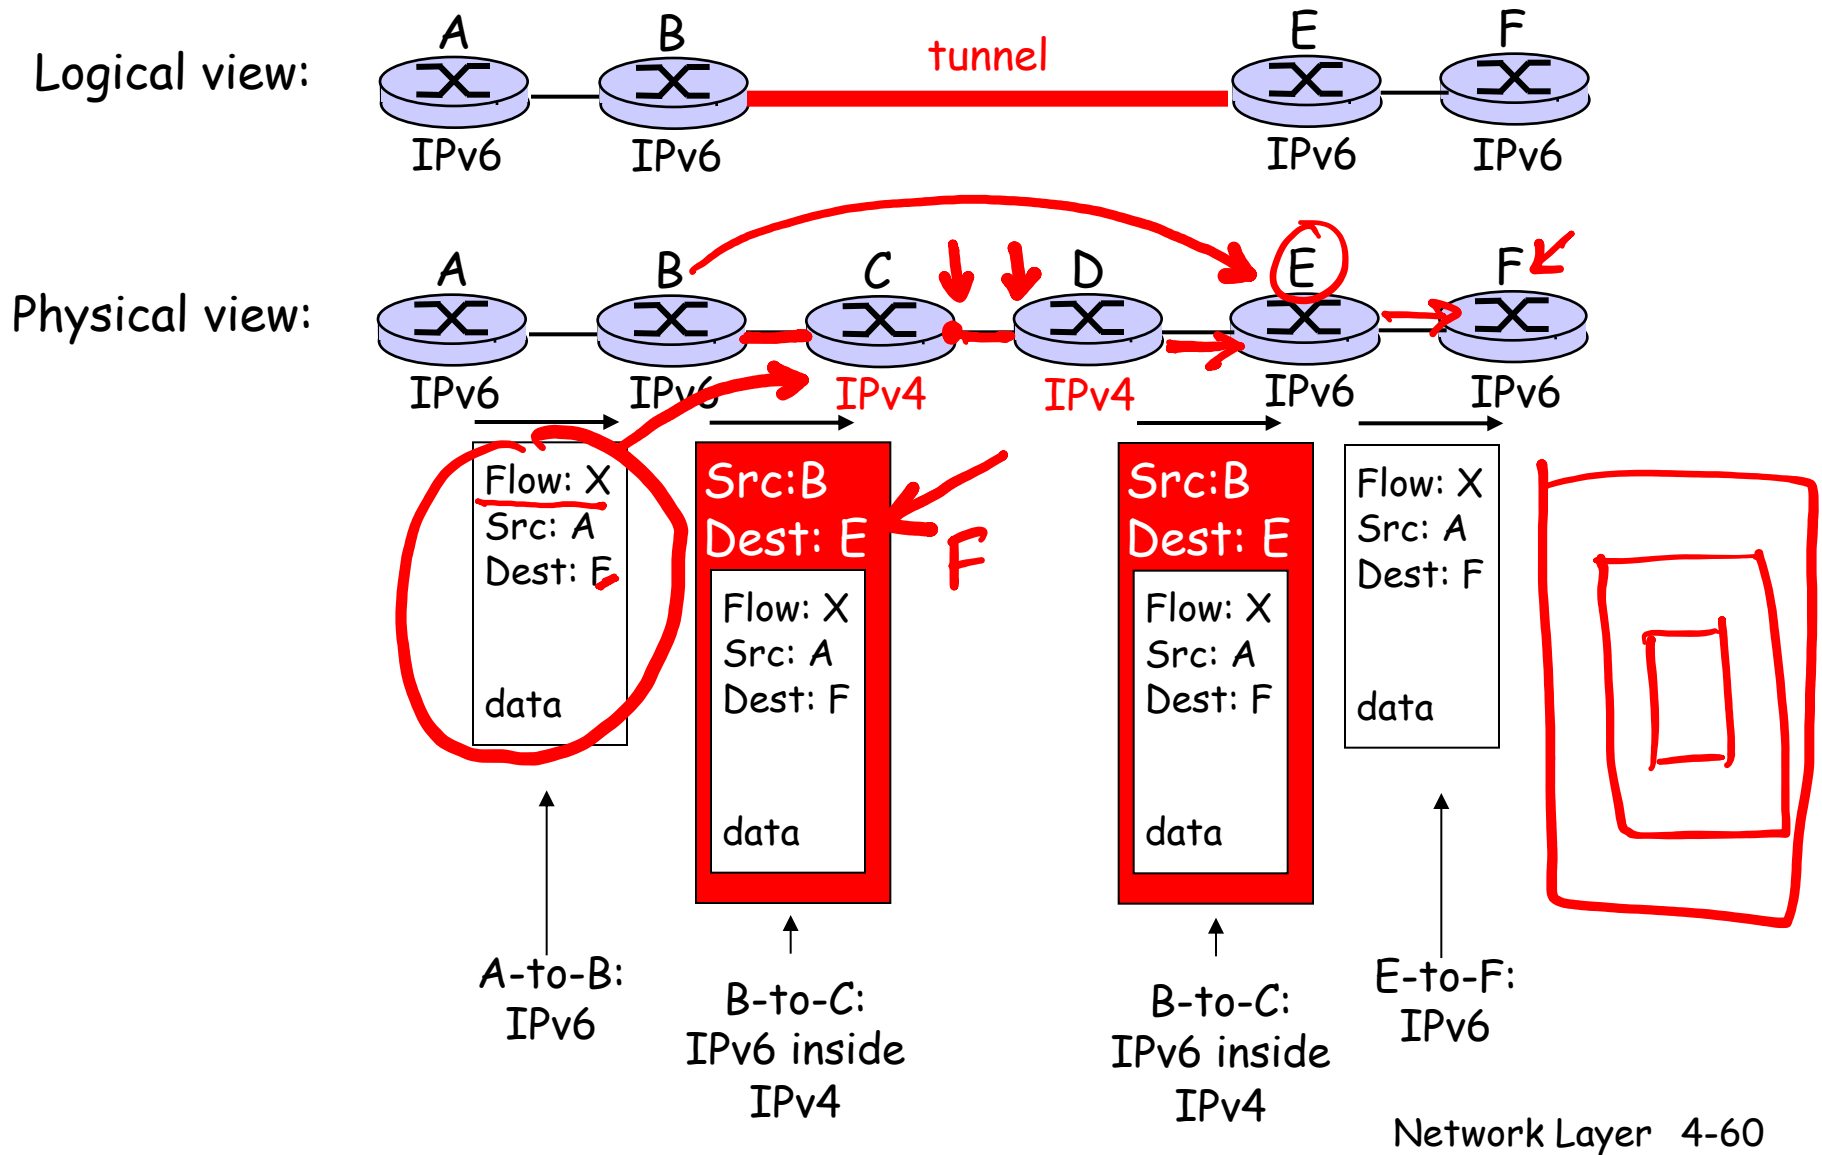 A B tunnel E F
Logical view:
IPv6 IPv6 IPv6 IPv6
A B C D E F
Physical view:
IPv6 IPv6 IPv4 IPv4 IPv6 IPv6
Flow: X
Src: A
Dest: F
data
Src:B
Dest: E
F
Flow: X
Src: A
Dest: F
data
Src:B
Dest: E
Flow: X
Src: A
Dest: F
data
Flow: X
Src: A
Dest: F
data
A-to-B:
IPv6
B-to-C:
IPv6 inside
IPv4
B-to-C:
IPv6 inside
IPv4
E-to-F:
IPv6
Network Layer 4-60